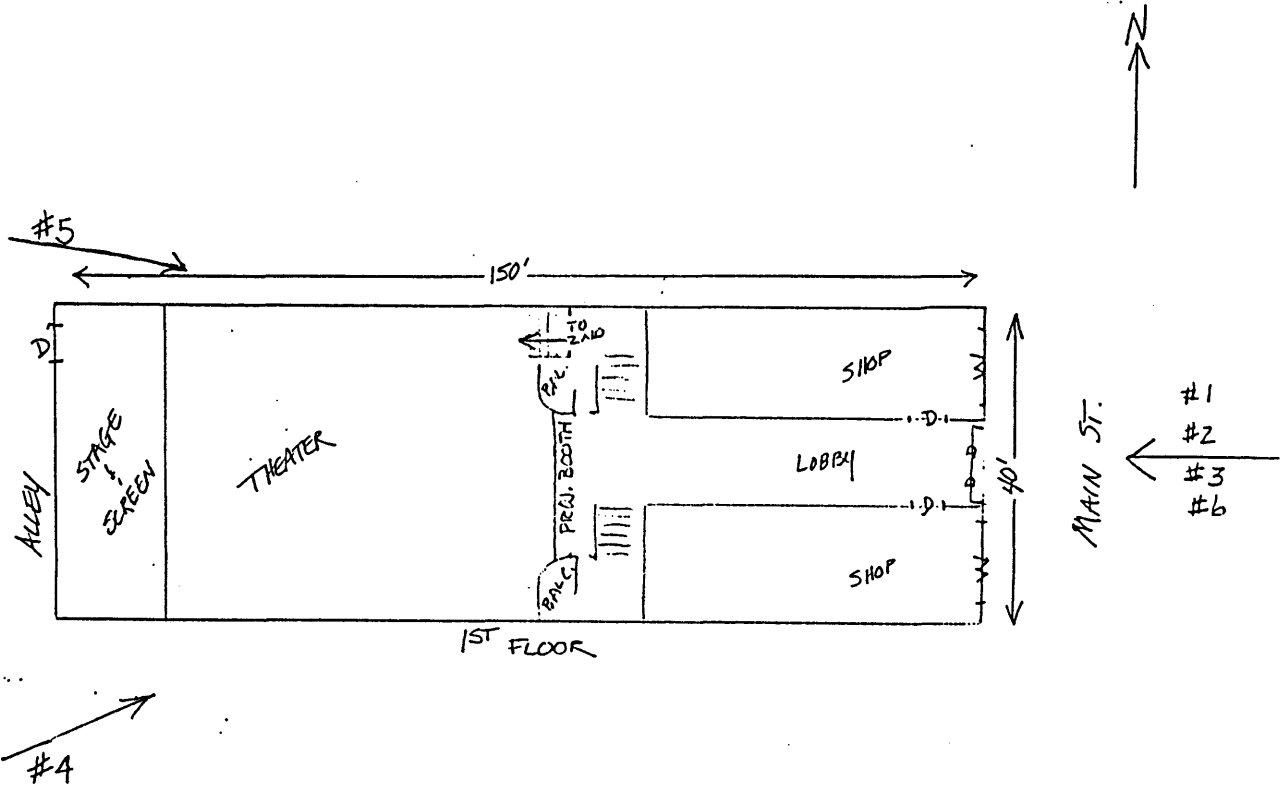 N
#5
150'
D
TO
2ND
BAL.
SHOP
W
#1
#2
#3
#6
MAIN ST.
40'
D
LOBBY
D
D
D
PROJ. BOOTH
THEATER
STAGE
&
SCREEN
ALLEY
BALC.
SHOP
W
1ST FLOOR
#4